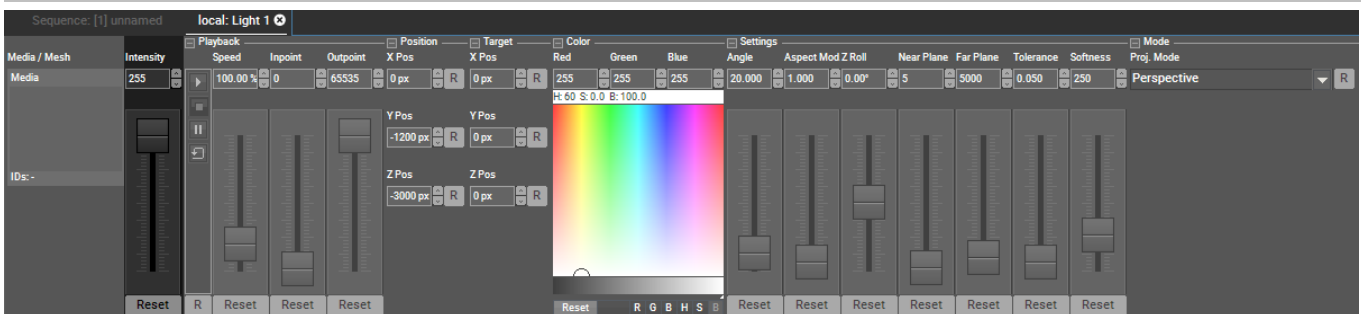 Sequence: [1] unnamed local: Light 1
Playback Position Target Color Settings Mode
Media / Mesh Intensity Speed Inpoint Outpoint X Pos X Pos Red Green Blue Angle Aspect Mod Z Roll Near Plane Far Plane Tolerance Softness Proj. Mode
Media 255 100.00 % 0 65535 0 px R 0 px R 255 255 255 20.000 1.000 0.00° 5 5000 0.050 250 Perspective R
H: 60 S: 0.0 B: 100.0
Y Pos Y Pos
-1200 px R 0 px R
IDs: - Z Pos Z Pos
-3000 px R 0 px R
Reset R Reset Reset Reset Reset R G B H S B Reset Reset Reset Reset Reset Reset Reset